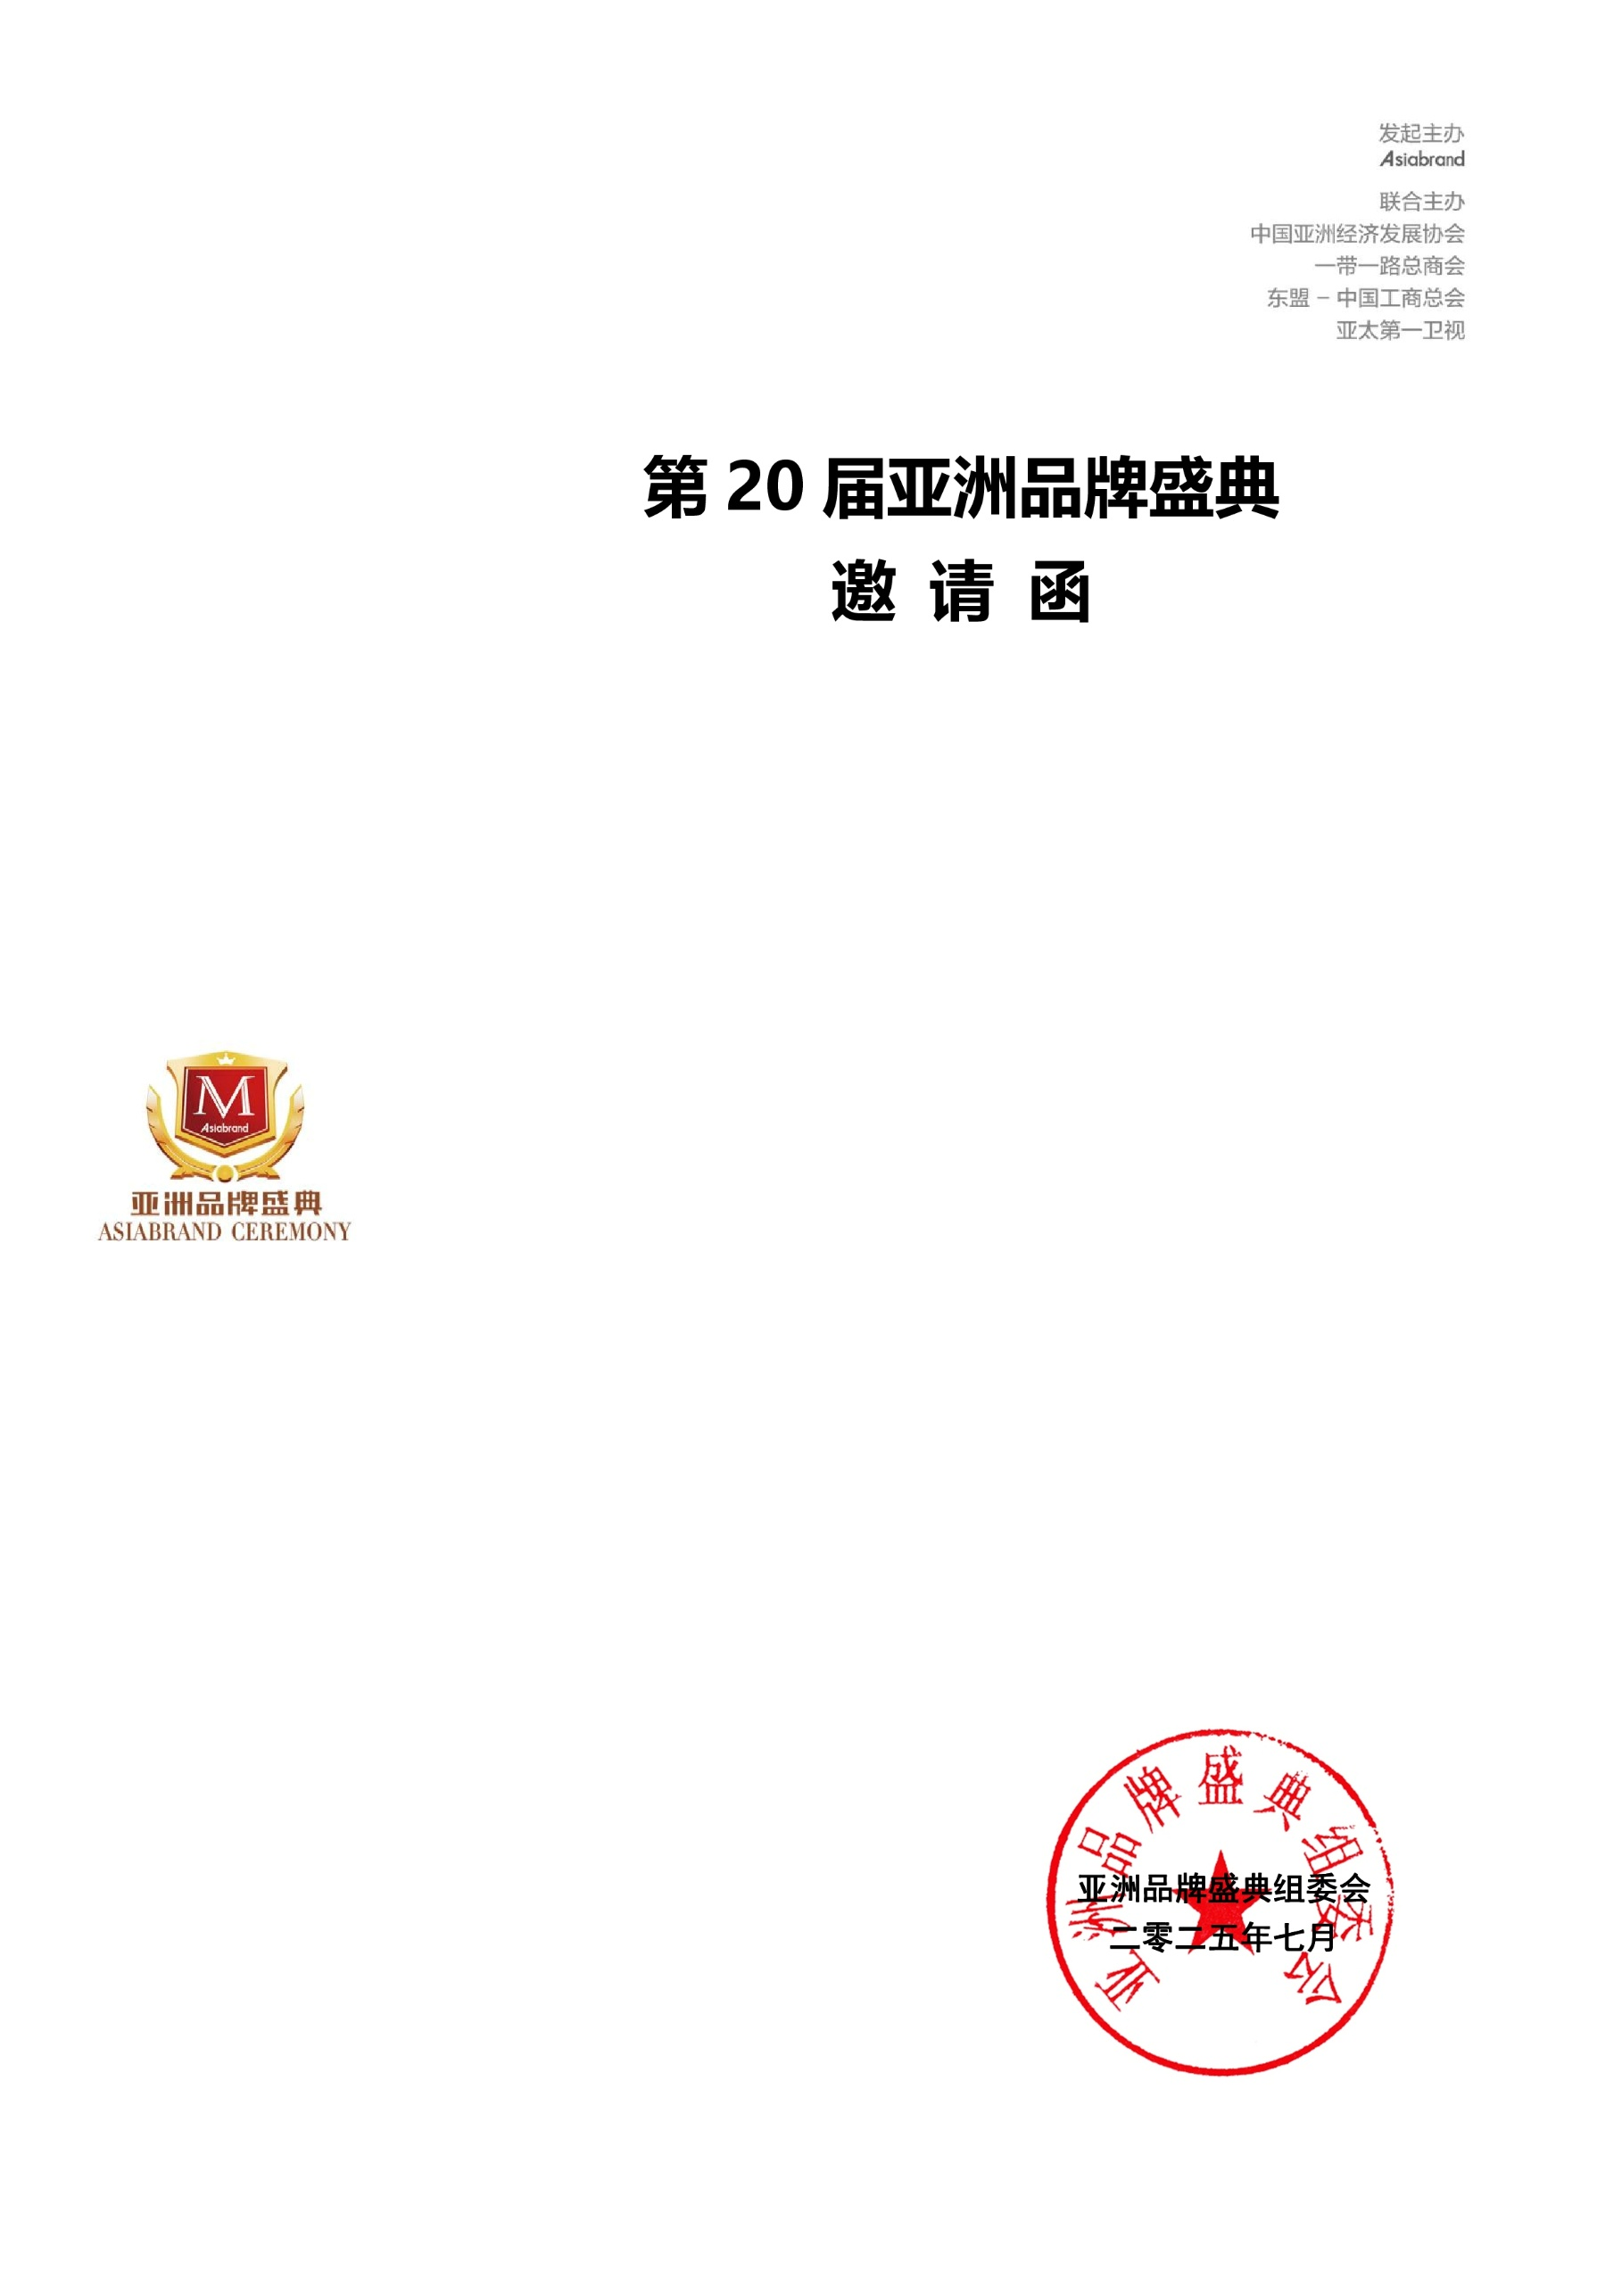 发起主办
Asiabrand
联合主办
中国亚洲经济发展协会
一带一路总商会
东盟 – 中国工商总会
亚太第一卫视
第 20 届亚洲品牌盛典
邀 请 函
M
Asiabrand
亚洲品牌盛典
ASIABRAND CEREMONY
亚洲品牌盛典组委会
亚洲品牌盛典组委会
二零二五年七月